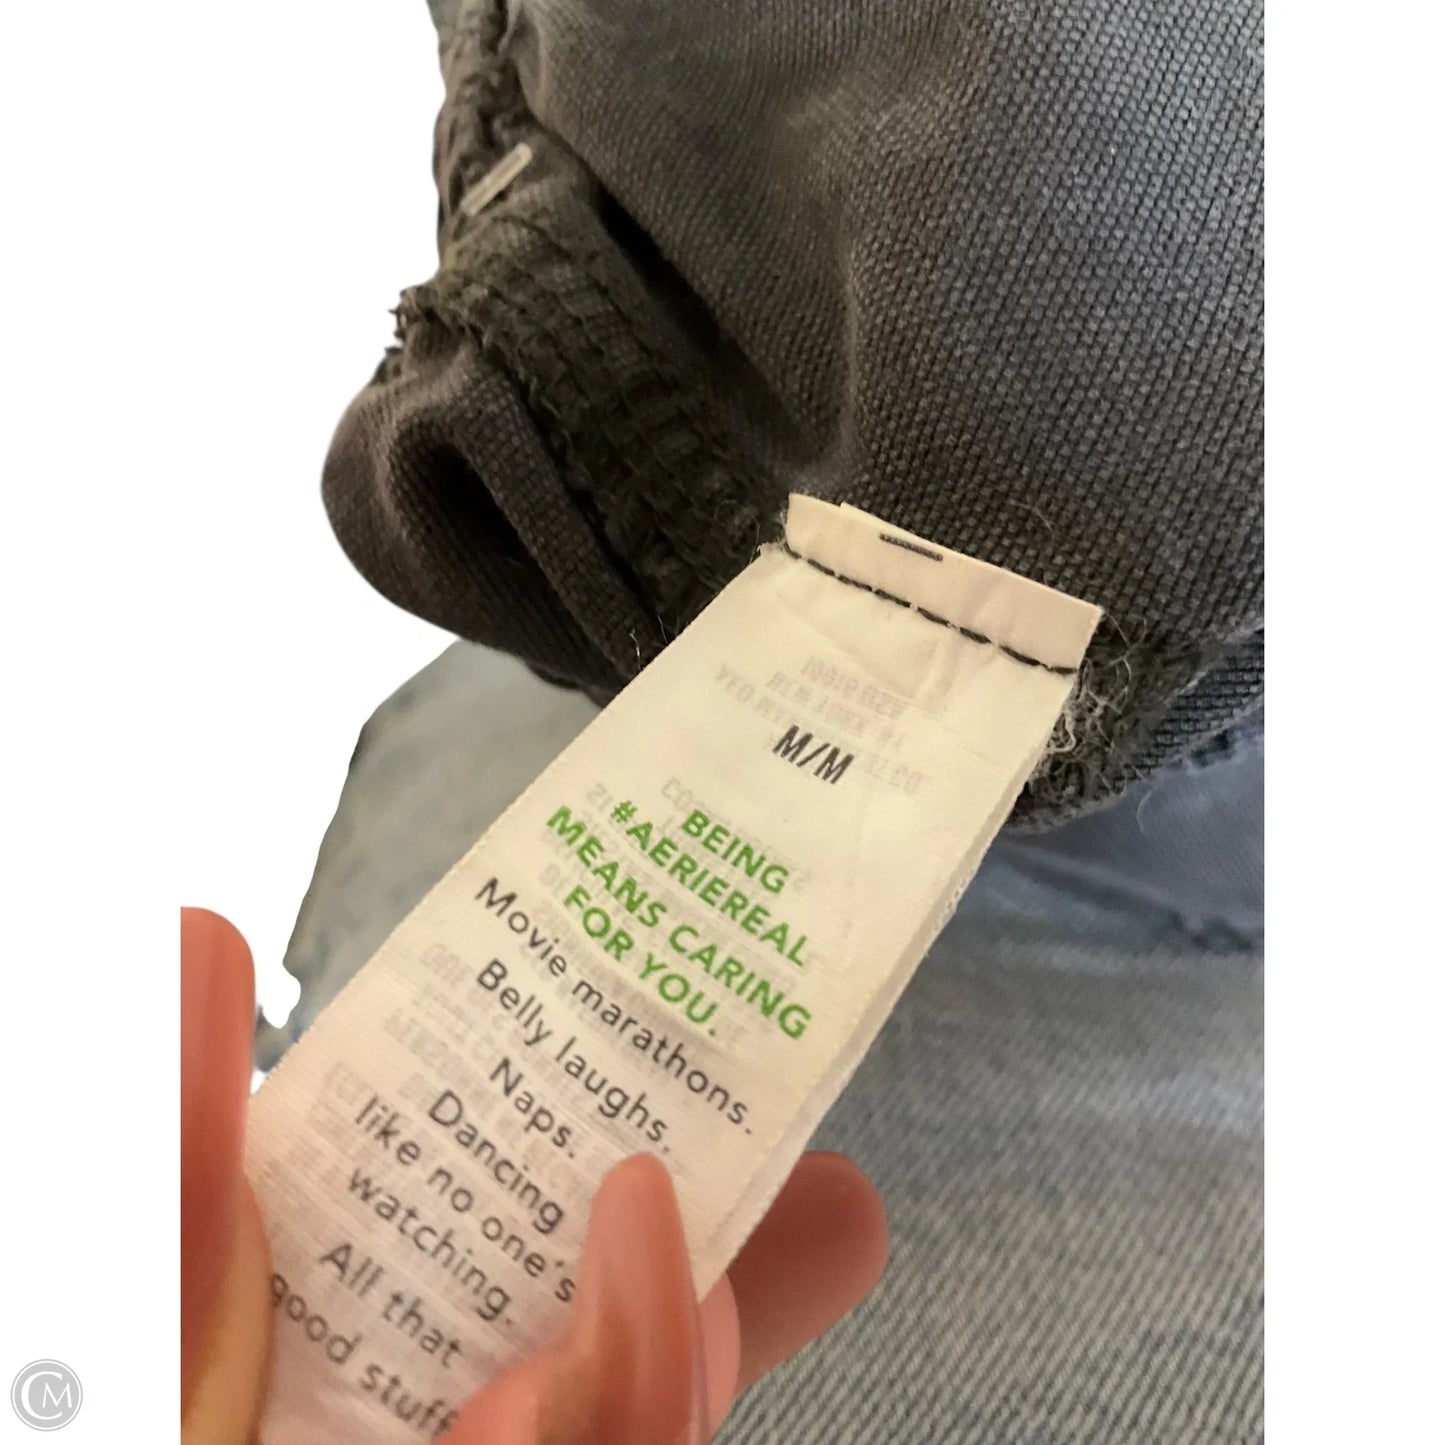 M/M
BEING
#AERIEREAL
MEANS CARING
FOR YOU.
Movie marathons.
Belly laughs.
Naps.
Dancing
like no one's
watching.
All that
good stuff
CM